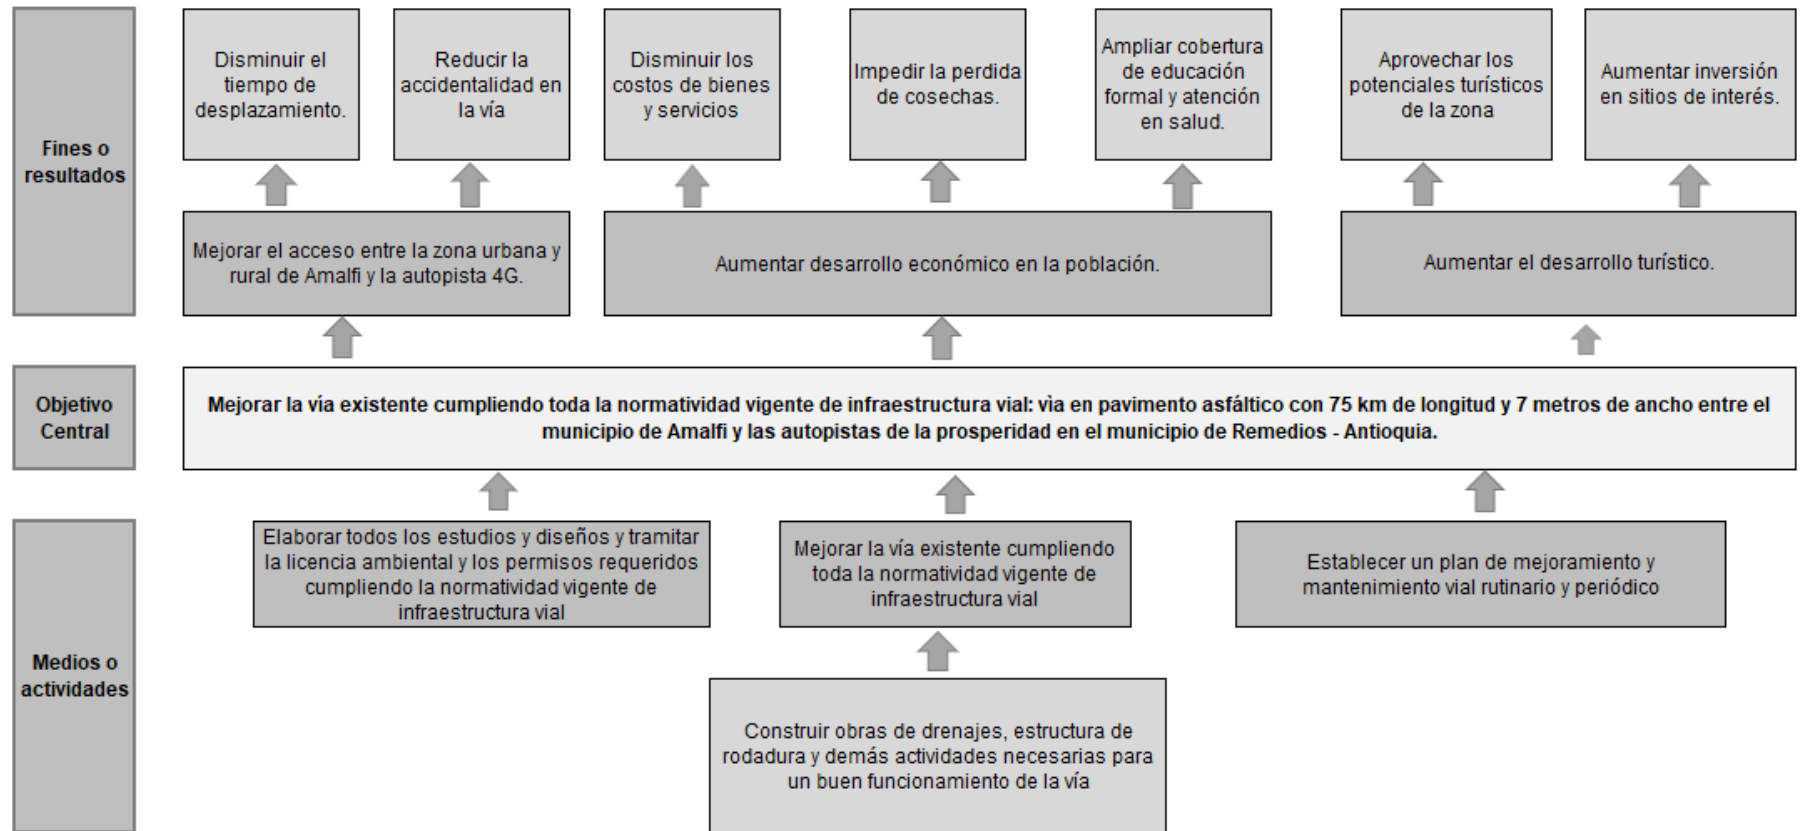 Fines o
resultados
Disminuir el
tiempo de
desplazamiento.
Reducir la
accidentalidad en
la vía
Disminuir los
costos de bienes
y servicios
Impedir la perdida
de cosechas.
Ampliar cobertura
de educación
formal y atención
en salud.
Aprovechar los
potenciales turísticos
de la zona
Aumentar inversión
en sitios de interés.
Mejorar el acceso entre la zona urbana y
rural de Amalfi y la autopista 4G.
Aumentar desarrollo económico en la población.
Aumentar el desarrollo turístico.
Objetivo
Central
Mejorar la vía existente cumpliendo toda la normatividad vigente de infraestructura vial: vìa en pavimento asfáltico con 75 km de longitud y 7 metros de ancho entre el
municipio de Amalfi y las autopistas de la prosperidad en el municipio de Remedios - Antioquia.
Medios o
actividades
Elaborar todos los estudios y diseños y tramitar
la licencia ambiental y los permisos requeridos
cumpliendo la normatividad vigente de
infraestructura vial
Mejorar la vía existente cumpliendo
toda la normatividad vigente de
infraestructura vial
Establecer un plan de mejoramiento y
mantenimiento vial rutinario y periódico
Construir obras de drenajes, estructura de
rodadura y demás actividades necesarias para
un buen funcionamiento de la vía